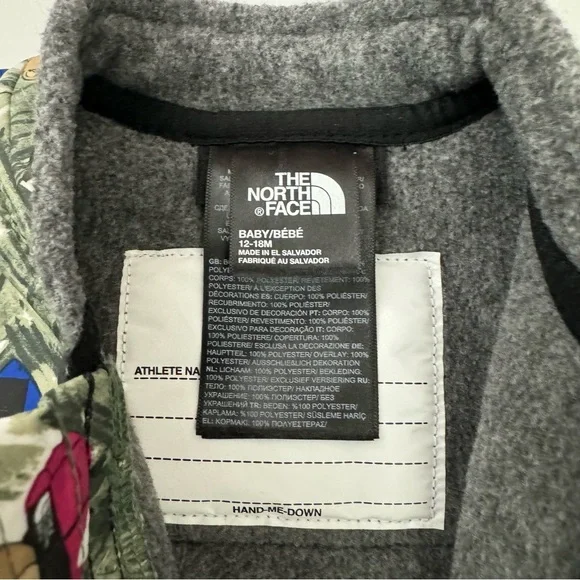 THE
NORTH
®FACE
BABY/BÉBÉ
12-18M
MADE IN EL SALVADOR
FABRIQUÉ AU SALVADOR
GB:
POLY
CORPS: 100% POLYESTER/ REVETEMENT: 100%
POLYESTER/ A L'EXCEPTION DES
DÉCORATIONS ES: CUERPO: 100% POLIÉSTER/
RECUBRIMIENTO: 100% POLIÉSTER/
EXCLUSIVO DE DECORACIÓN PT: CORPO: 100%
POLIÉSTER/ REVESTIMENTO: 100% POLIÉSTER/
EXCLUSIVO PARA DECORAÇÃO IT: CORPO:
100% POLIESTERE/ COPERTURA: 100%
POLIESTERE/ ESCLUSA LA DECORAZIONE DE:
HAUPTTEIL: 100% POLYESTER/ OVERLAY: 100%
POLYESTER/ AUSSCHLIEBLICH DEKORATION
NL: LICHAAM: 100% POLYESTER/ BEKLEDING:
100% POLYESTER: EXCLUSIEF VERSIERING RU:
ТЕЛО: 100% ПОЛИЭСТЕР/ НАКЛАДНОЕ
УКРАШЕНИЕ: 100% ПОЛИЭСТЕР/ БЕЗ
УКРАШЕНИЙ TR: BEDEN: %100 POLYESTER/
KAPLAMA: %100 POLYESTER/ SÜSLEME HARİÇ
EL: ΚΟΡΜΑΚΙ: 100% ΠΟΛΥΕΣΤΕΡΑΣ/
ATHLETE NA
HAND-ME-DOWN